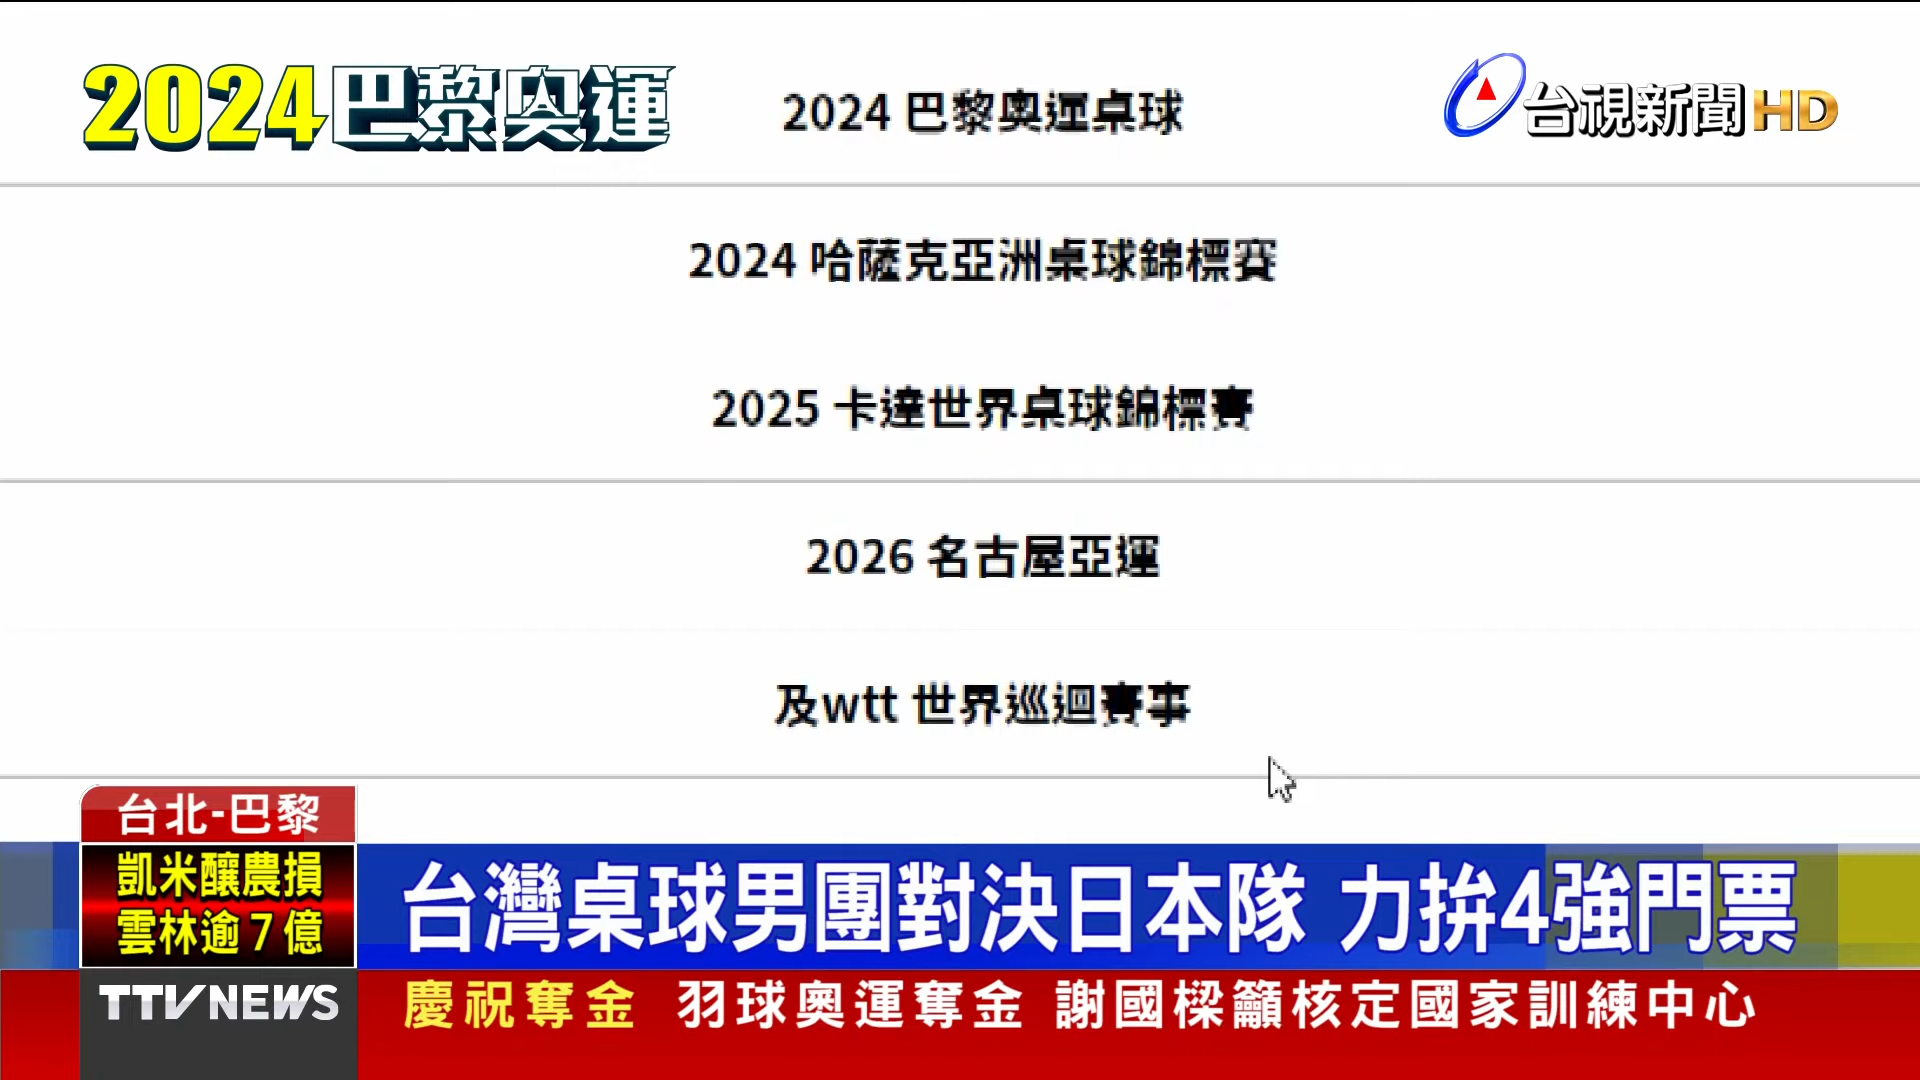 2024巴黎奧運
2024 巴黎奧運桌球
台視新聞HD
2024 哈薩克亞洲桌球錦標賽
2025 卡達世界桌球錦標賽
2026 名古屋亞運
及wtt 世界巡迴賽事
台北-巴黎
凱米釀農損
雲林逾7億
台灣桌球男團對決日本隊 力拚4強門票
TTV NEWS
慶祝奪金 羽球奧運奪金 謝國樑籲核定國家訓練中心